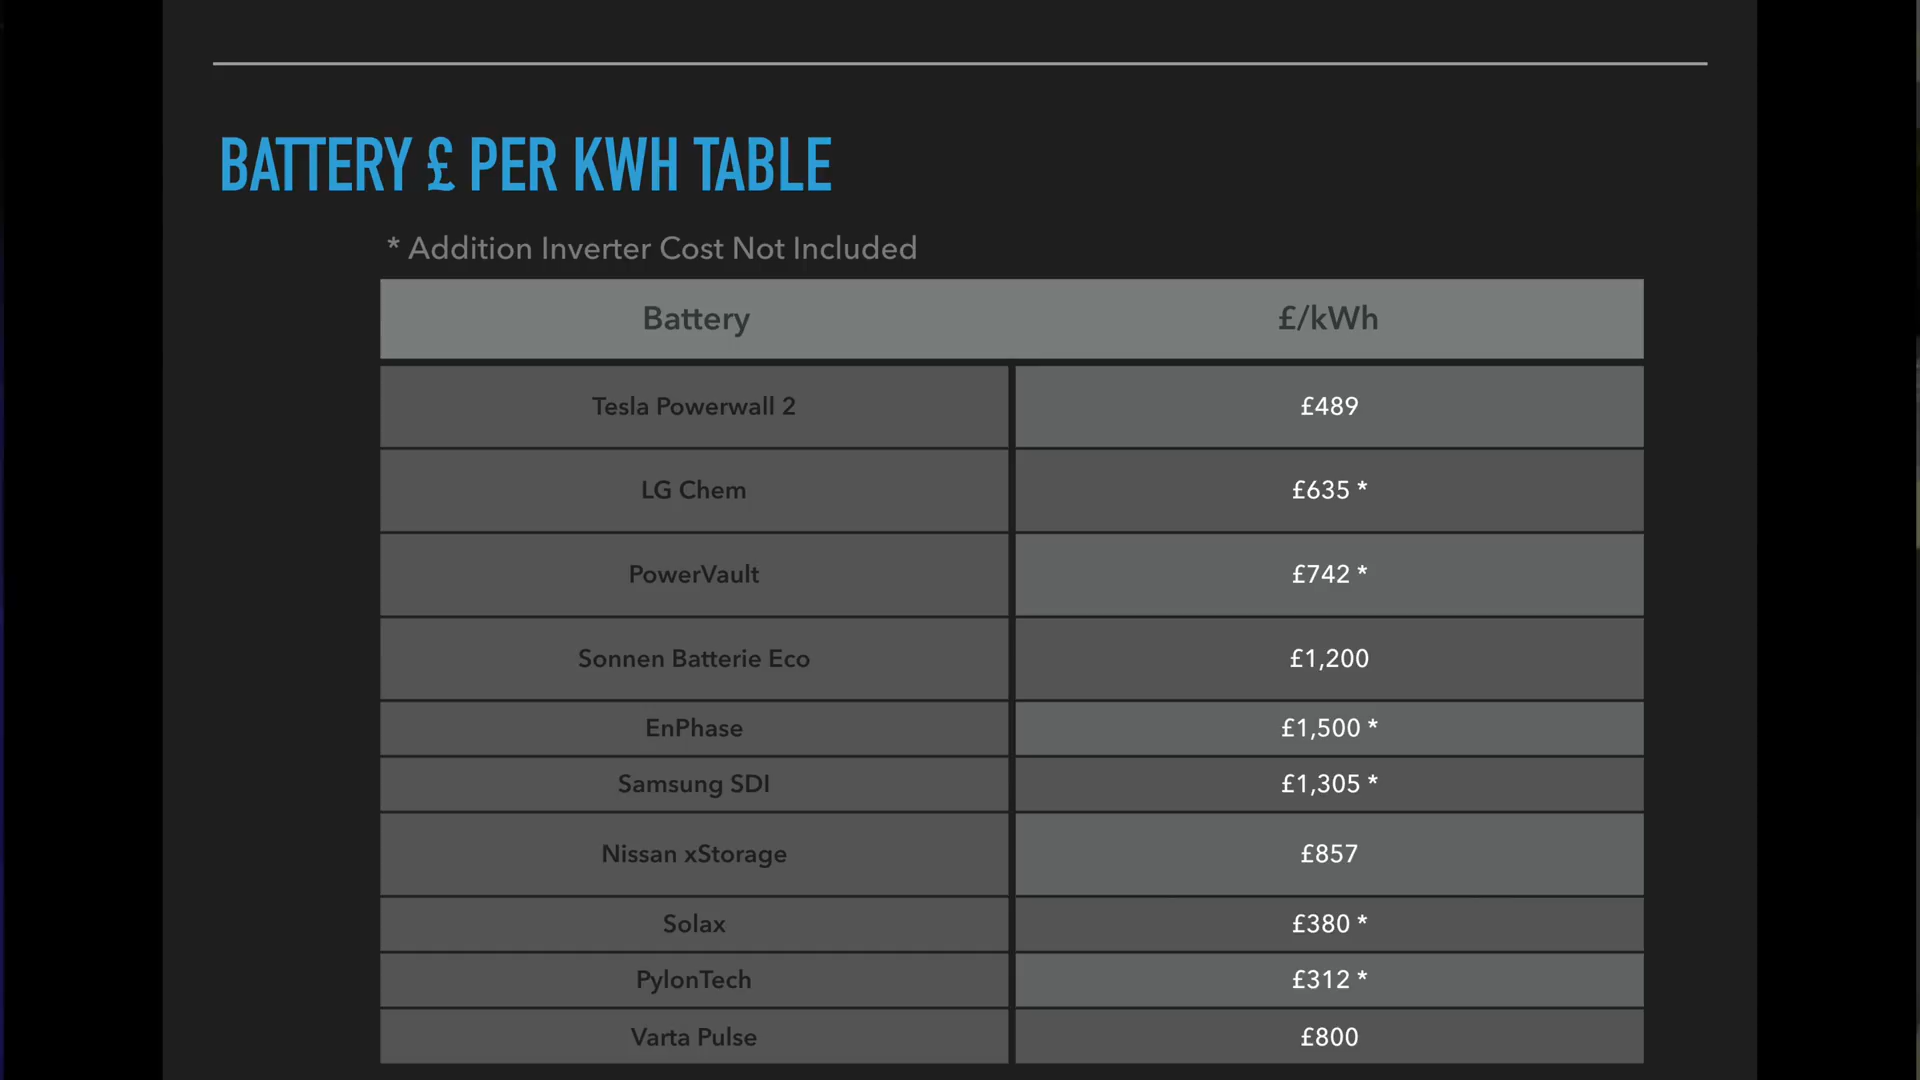 BATTERY £ PER KWH TABLE
* Addition Inverter Cost Not Included
Battery £/kWh
Tesla Powerwall 2 £489
LG Chem £635 *
PowerVault £742 *
Sonnen Batterie Eco £1,200
EnPhase £1,500 *
Samsung SDI £1,305 *
Nissan xStorage £857
Solax £380 *
PylonTech £312 *
Varta Pulse £800